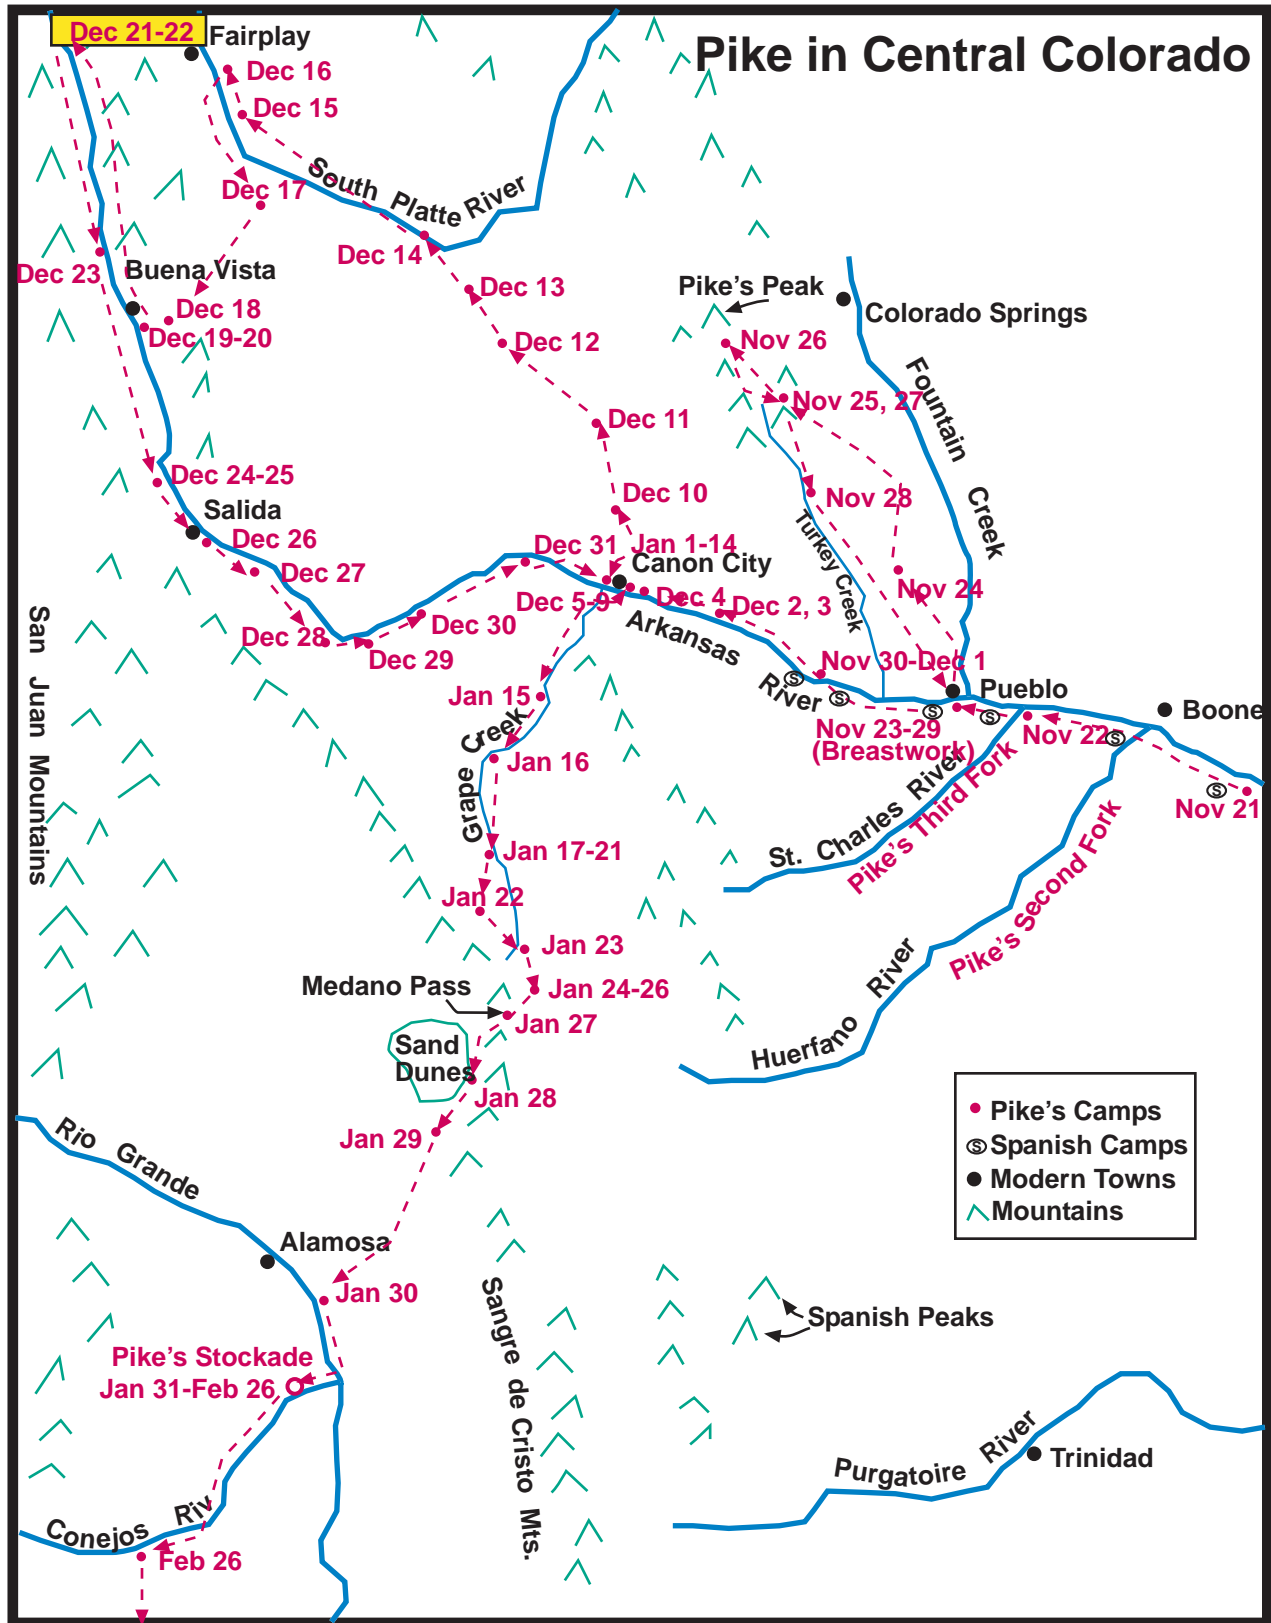 Pike in Central Colorado
Dec 21-22
Fairplay
Dec 16
Dec 15
South Platte River
Dec 17
Dec 14
Dec 23
Buena Vista
Dec 13
Dec 18
Dec 19-20
Dec 12
Pike's Peak
Colorado Springs
Nov 26
Fountain Creek
Nov 25, 27
Dec 11
Dec 24-25
Dec 10
Nov 28
Salida
Turkey Creek
Dec 26
Dec 31
Jan 1-14
Canon City
Dec 27
Nov 24
Dec 5-9
Dec 4
Dec 2, 3
Dec 30
Arkansas River
Dec 28
Dec 29
Nov 30-Dec 1
S
S
S
S
S
S
Pueblo
Boone
Jan 15
Nov 23-29
(Breastwork)
Nov 22
Nov 21
San Juan Mountains
Grape Creek
Jan 16
St. Charles River
Pike's Third Fork
Jan 17-21
Pike's Second Fork
Jan 22
Jan 23
Huerfano River
Medano Pass
Jan 24-26
Jan 27
Sand
Dunes
Jan 28
Jan 29
Pike's Camps
S Spanish Camps
Modern Towns
Mountains
Rio Grande
Alamosa
Jan 30
Sangre de Cristo Mts.
Spanish Peaks
Pike's Stockade
Jan 31-Feb 26
Purgatoire River
Trinidad
Conejos Riv
Feb 26